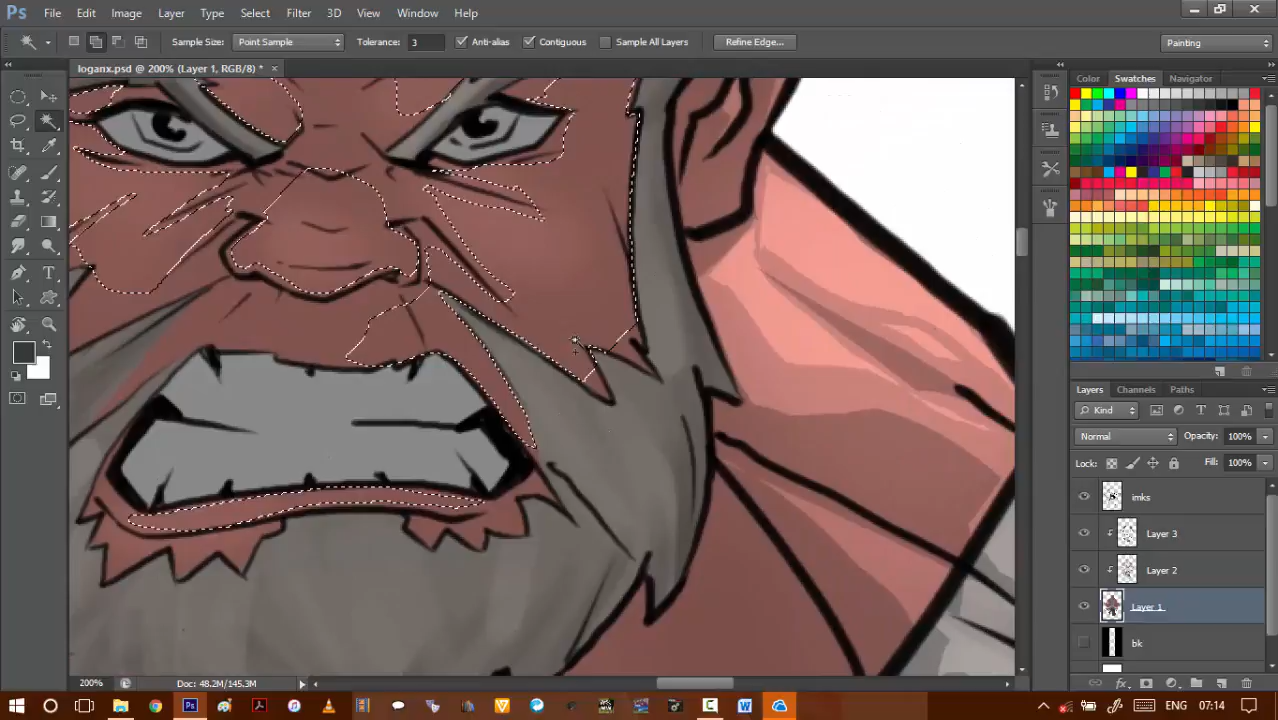 Ps File Edit Image Layer Type Select Filter 3D View Window Help
Sample Size: Point Sample Tolerance: 3 Anti-alias Contiguous Sample All Layers Refine Edge... Painting
loganx.psd @ 200% (Layer 1, RGB/8) * ×
Color Swatches Navigator
Layers Channels Paths
Kind
Normal Opacity: 100%
Lock: Fill: 100%
imks
Layer 3
Layer 2
Layer 1
bk
200% Doc: 48.2M/145.3M
ENG 07:14